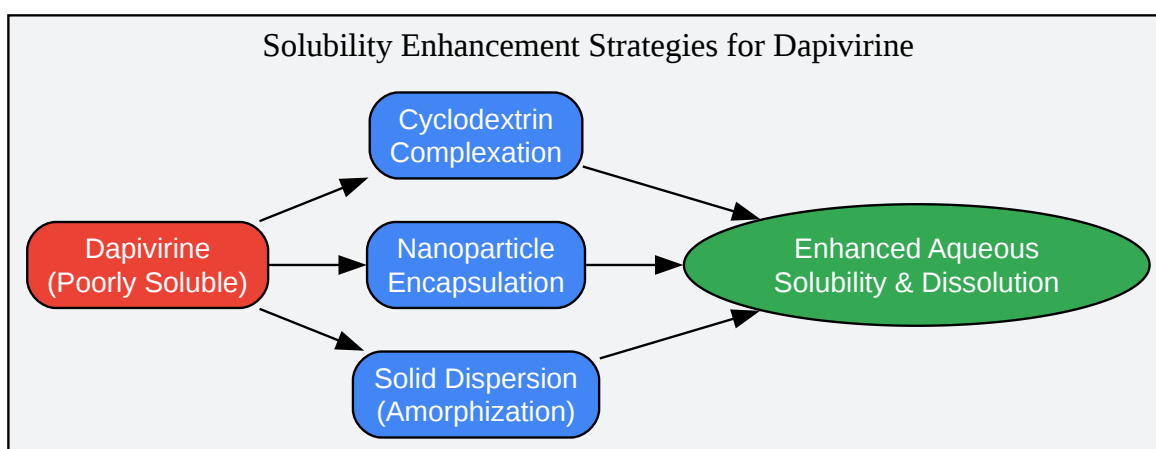 Solubility Enhancement Strategies for Dapivirine
Cyclodextrin
Complexation
Dapivirine
(Poorly Soluble)
Nanoparticle
Encapsulation
Enhanced Aqueous
Solubility & Dissolution
Solid Dispersion
(Amorphization)